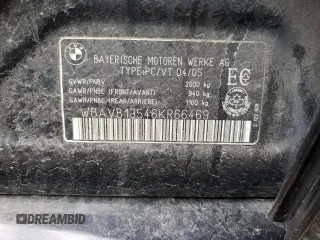 BMW
BAYERISCHE MOTOREN WERKE AG
TYPE:PC/VT 04/05
GVWR/PNBV 2000 kg
GAWR/PNBE (FRONT/AVANT) 940 kg
GAWR/PNBE (REAR/ARRIERE) 1100 kg
EC
WBAVB13546KR66469
DREAMBID